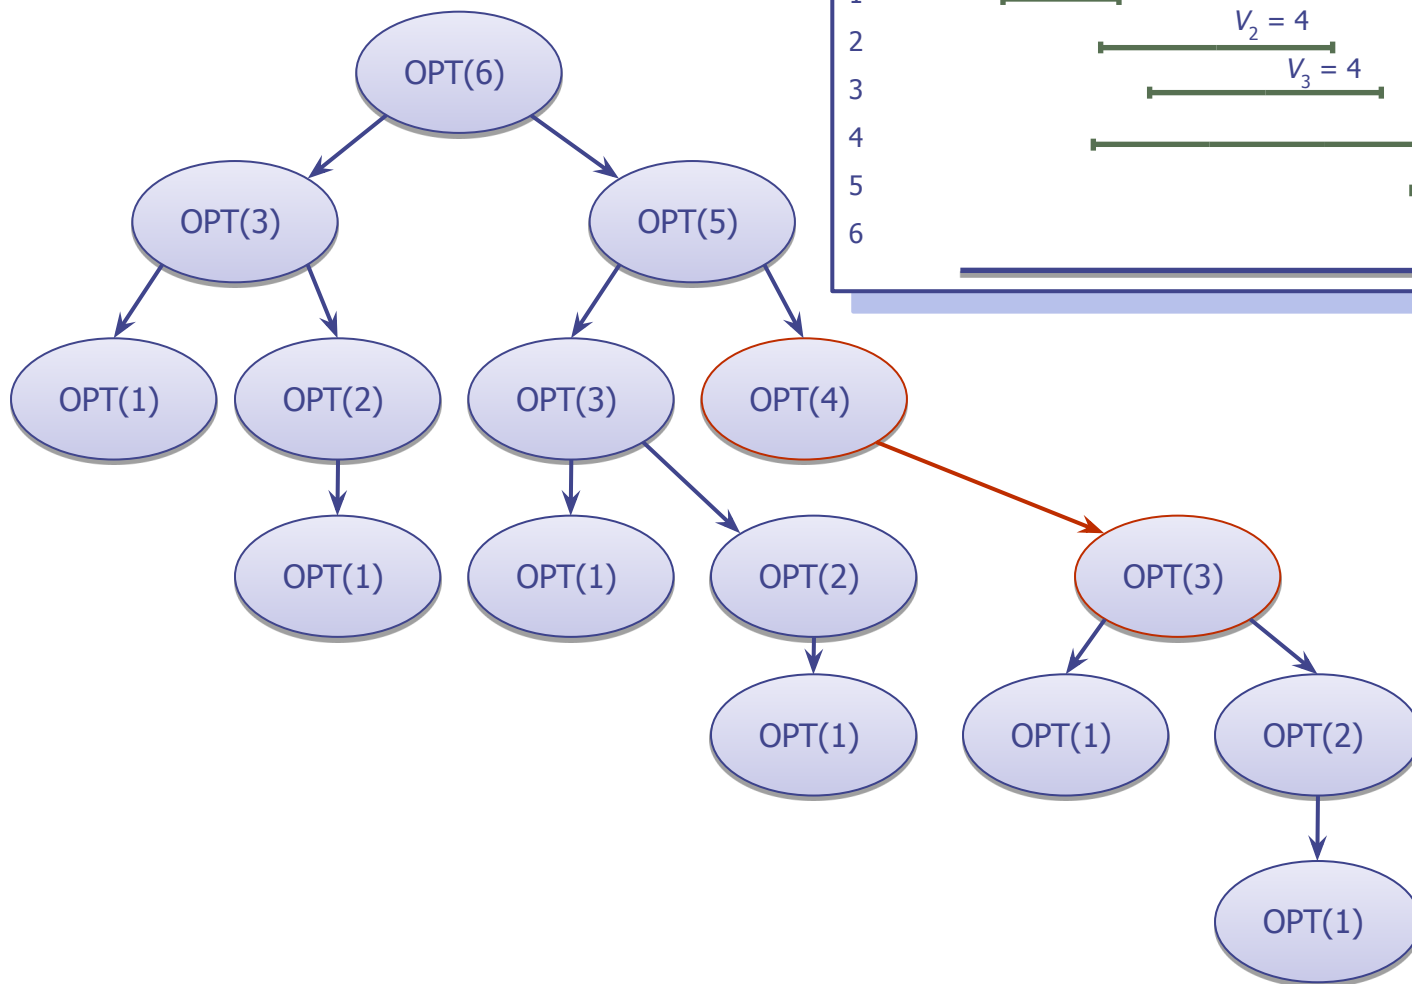 1
V2 = 4
2
V3 = 4
3
4
5
6
OPT(6)
OPT(3)
OPT(5)
OPT(1)
OPT(2)
OPT(3)
OPT(4)
OPT(1)
OPT(1)
OPT(2)
OPT(3)
OPT(1)
OPT(1)
OPT(2)
OPT(1)